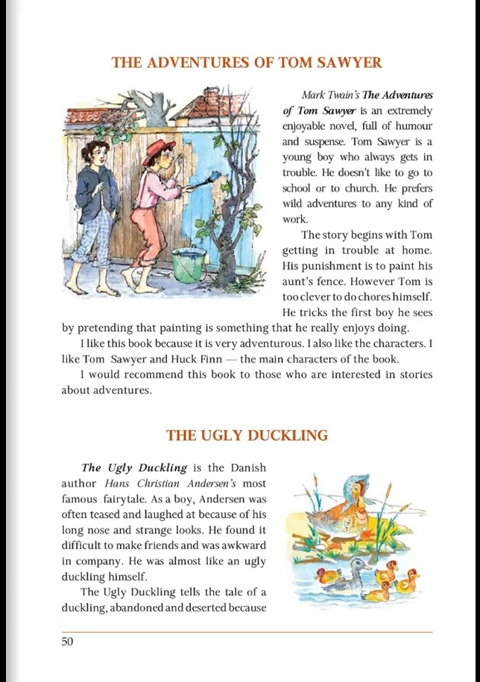 THE ADVENTURES OF TOM SAWYER
Mark Twain's The Adventures
of Tom Sawyer is an extremely
enjoyable novel, full of humour
and suspense. Tom Sawyer is a
young boy who always gets in
trouble. He doesn't like to go to
school or to church. He prefers
wild adventures to any kind of
work.
The story begins with Tom
getting in trouble at home.
His punishment is to paint his
aunt's fence. However Tom is
too clever to do chores himself.
He tricks the first boy he sees
by pretending that painting is something that he really enjoys doing.
I like this book because it is very adventurous. I also like the characters. I
like Tom Sawyer and Huck Finn — the main characters of the book.
I would recommend this book to those who are interested in stories
about adventures.
THE UGLY DUCKLING
The Ugly Duckling is the Danish
author Hans Christian Andersen's most
famous fairytale. As a boy, Andersen was
often teased and laughed at because of his
long nose and strange looks. He found it
difficult to make friends and was awkward
in company. He was almost like an ugly
duckling himself.
The Ugly Duckling tells the tale of a
duckling, abandoned and deserted because
50